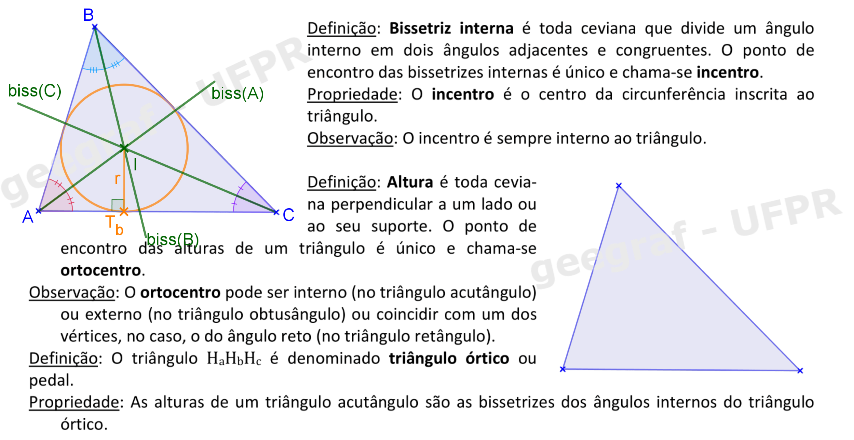 B
Definição: Bissetriz interna é toda ceviana que divide um ângulo
interno em dois ângulos adjacentes e congruentes. O ponto de
encontro das bissetrizes internas é único e chama-se incentro.
biss(C)
biss(A)
Propriedade: O incentro é o centro da circunferência inscrita ao
triângulo.
Observação: O incentro é sempre interno ao triângulo.
I
r
A
T_b
C
biss(B)
geegraf - UFPR
Definição: Altura é toda cevia-
na perpendicular a um lado ou
ao seu suporte. O ponto de
encontro das alturas de um triângulo é único e chama-se
ortocentro.
Observação: O ortocentro pode ser interno (no triângulo acutângulo)
ou externo (no triângulo obtusângulo) ou coincidir com um dos
vértices, no caso, o do ângulo reto (no triângulo retângulo).
geegraf - UFPR
Definição: O triângulo HₐH_bH_c é denominado triângulo órtico ou
pedal.
Propriedade: As alturas de um triângulo acutângulo são as bissetrizes dos ângulos internos do triângulo
órtico.